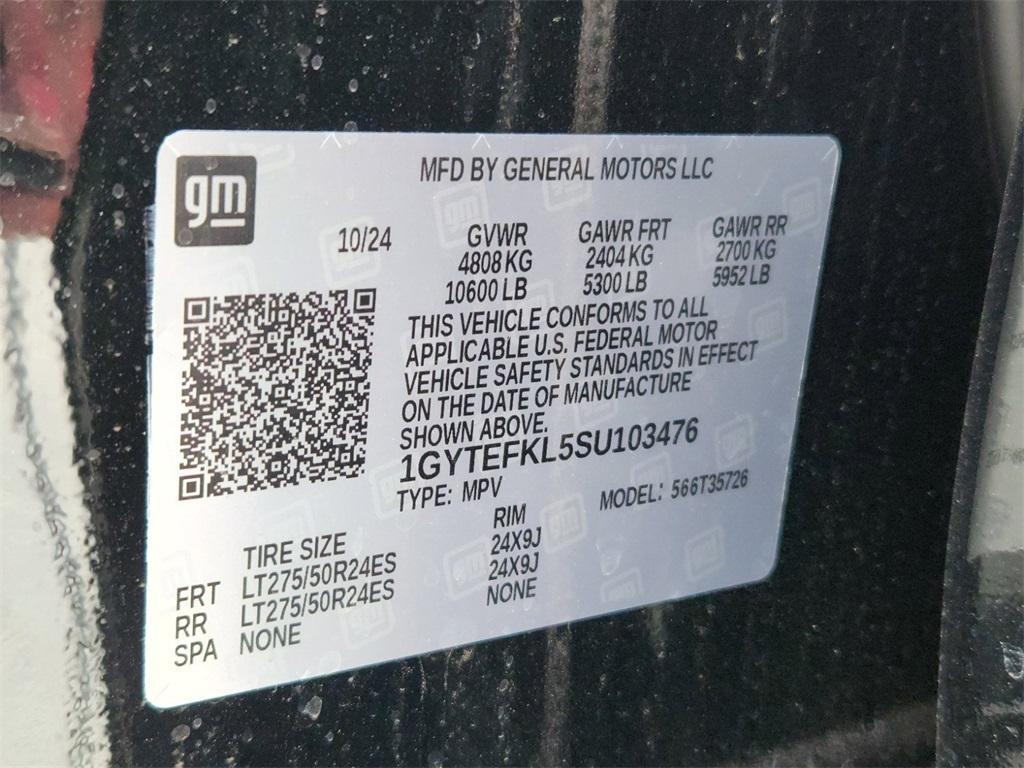 gm
MFD BY GENERAL MOTORS LLC
10/24
GVWR GAWR FRT GAWR RR
4808 KG 2404 KG 2700 KG
10600 LB 5300 LB 5952 LB
THIS VEHICLE CONFORMS TO ALL
APPLICABLE U.S. FEDERAL MOTOR
VEHICLE SAFETY STANDARDS IN EFFECT
ON THE DATE OF MANUFACTURE
SHOWN ABOVE.
1GYTEFKL5SU103476
TYPE: MPV MODEL: 566T35726
TIRE SIZE RIM
FRT LT275/50R24ES 24X9J
RR LT275/50R24ES 24X9J
SPA NONE NONE